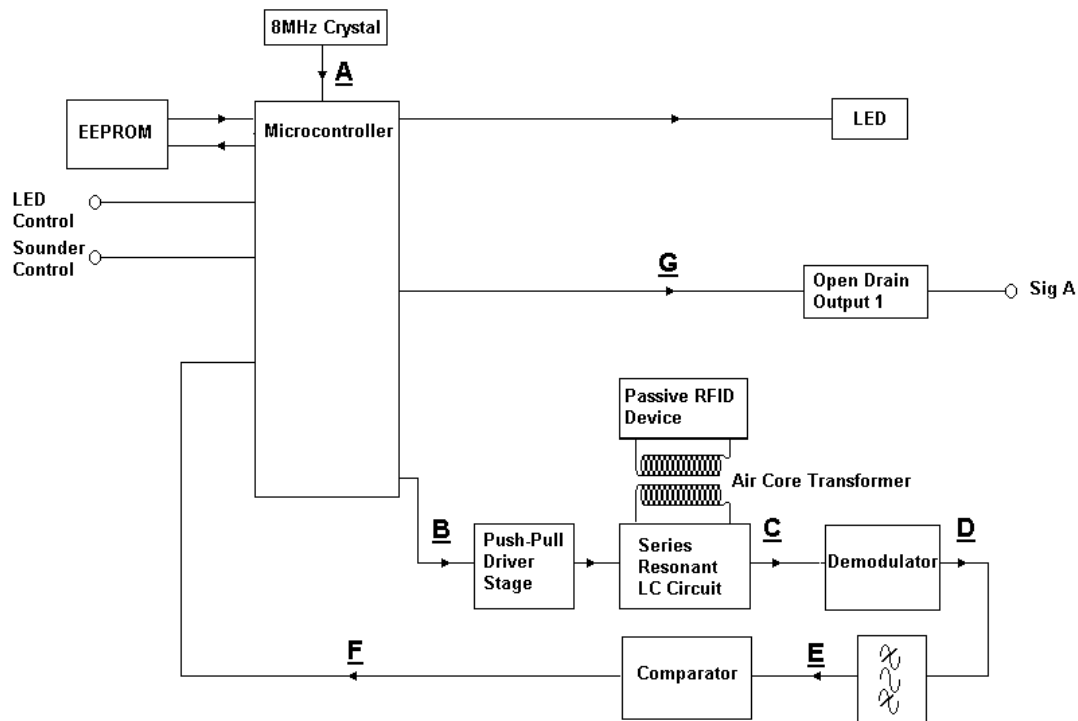 8MHz Crystal
A
EEPROM
Microcontroller
LED
LED
Control
Sounder
Control
G
Open Drain
Output 1
Sig A
Passive RFID
Device
Air Core Transformer
B
Push-Pull
Driver
Stage
Series
Resonant
LC Circuit
C
Demodulator
D
F
Comparator
E